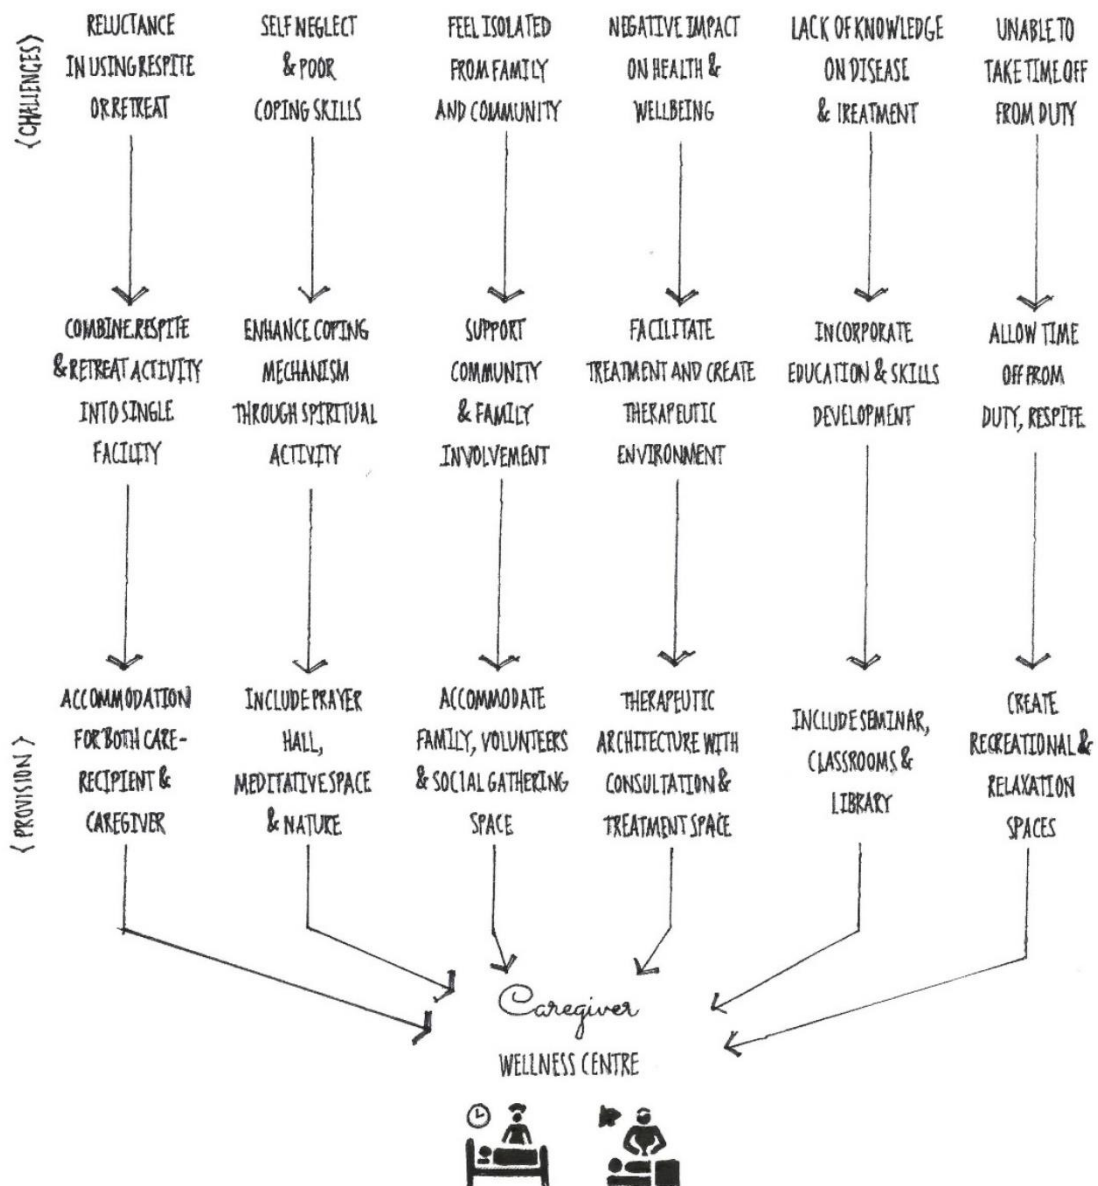 {CHALLENGES}
RELUCTANCE
IN USING RESPITE
OR RETREAT
SELF NEGLECT
& POOR
COPING SKILLS
FEEL ISOLATED
FROM FAMILY
AND COMMUNITY
NEGATIVE IMPACT
ON HEALTH &
WELLBEING
LACK OF KNOWLEDGE
ON DISEASE
& TREATMENT
UNABLE TO
TAKE TIME OFF
FROM DUTY
COMBINE RESPITE
& RETREAT ACTIVITY
INTO SINGLE
FACILITY
ENHANCE COPING
MECHANISM
THROUGH SPIRITUAL
ACTIVITY
SUPPORT
COMMUNITY
& FAMILY
INVOLVEMENT
FACILITATE
TREATMENT AND CREATE
THERAPEUTIC
ENVIRONMENT
INCORPORATE
EDUCATION & SKILLS
DEVELOPMENT
ALLOW TIME
OFF FROM
DUTY, RESPITE
{PROVISION}
ACCOMMODATION
FOR BOTH CARE-
RECIPIENT &
CAREGIVER
INCLUDE PRAYER
HALL,
MEDITATIVE SPACE
& NATURE
ACCOMMODATE
FAMILY, VOLUNTEERS
& SOCIAL GATHERING
SPACE
THERAPEUTIC
ARCHITECTURE WITH
CONSULTATION &
TREATMENT SPACE
INCLUDE SEMINAR,
CLASSROOMS &
LIBRARY
CREATE
RECREATIONAL &
RELAXATION
SPACES
Caregiver
WELLNESS CENTRE